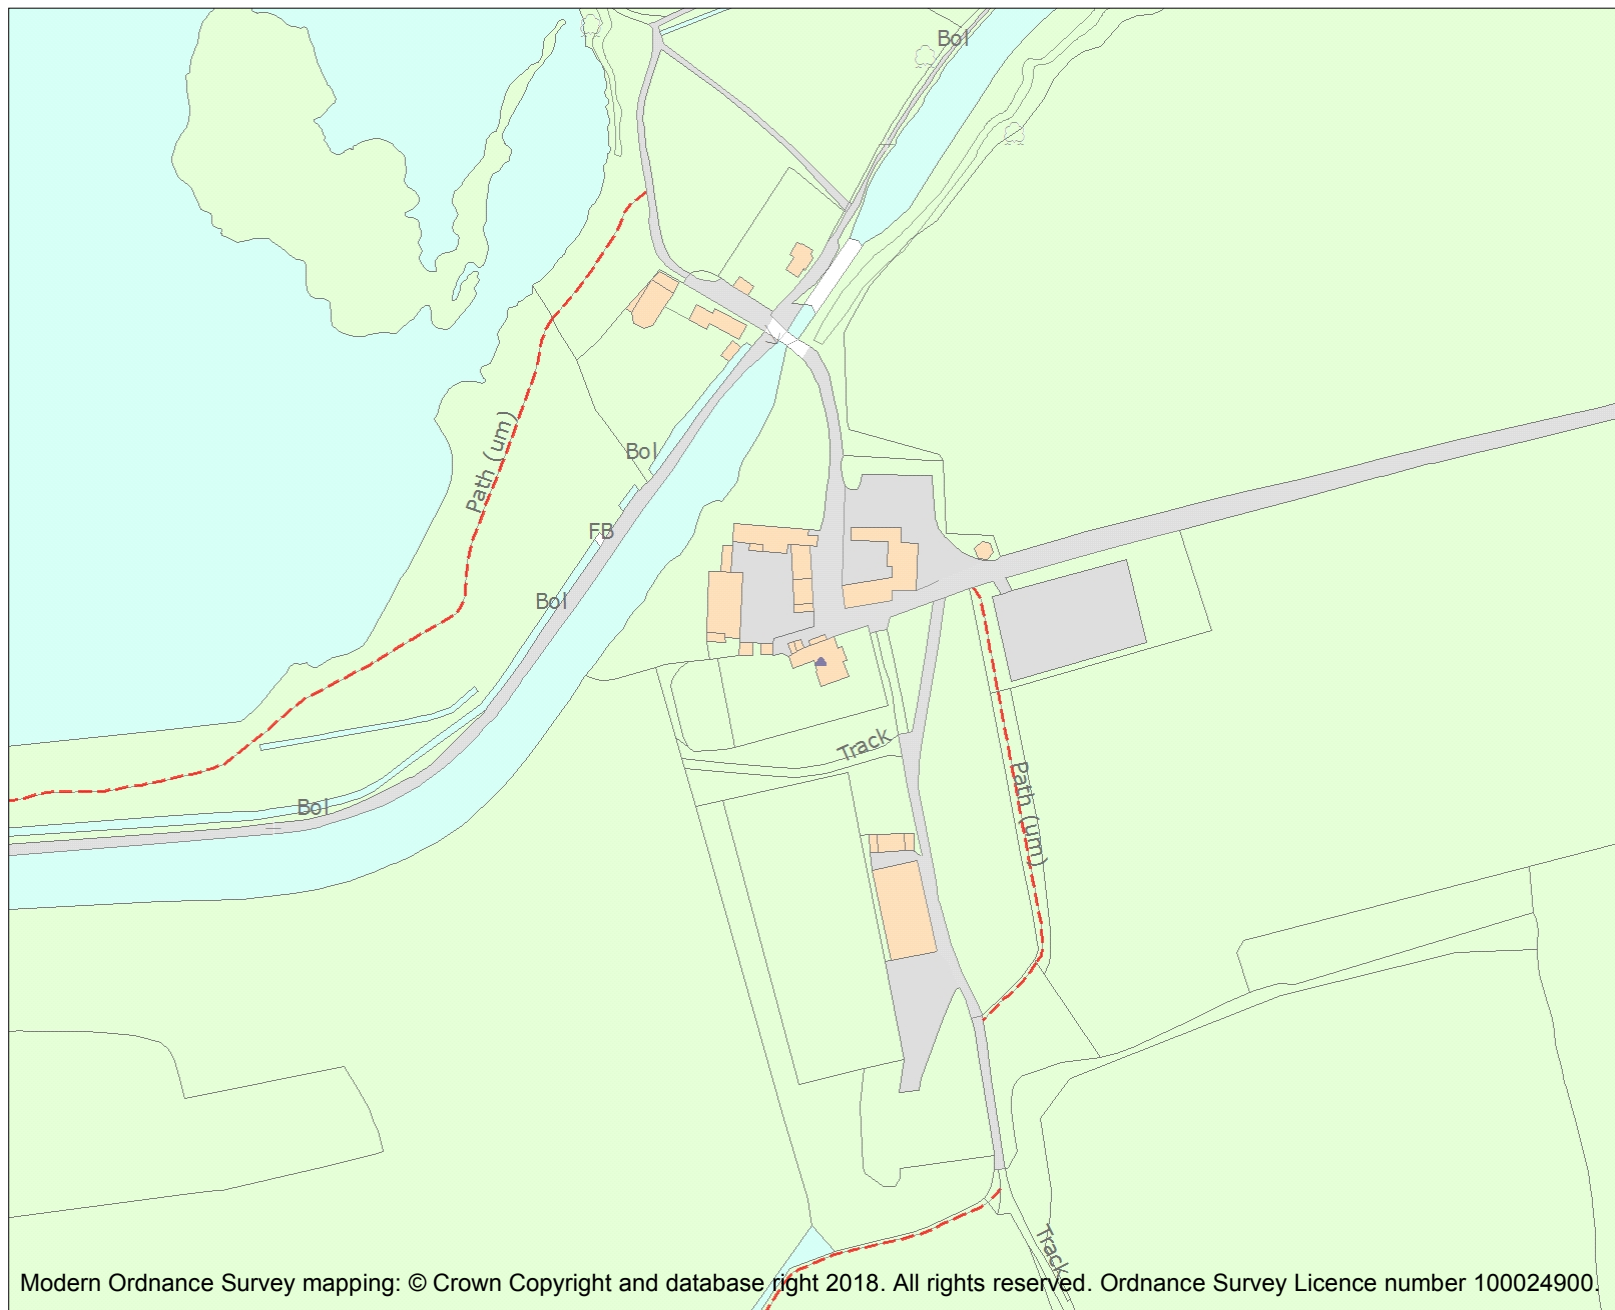 Bol
Path (um)
Bol
FB
Bol
Track
Path (um)
Bol
Track
Modern Ordnance Survey mapping: © Crown Copyright and database right 2018. All rights reserved. Ordnance Survey Licence number 100024900.